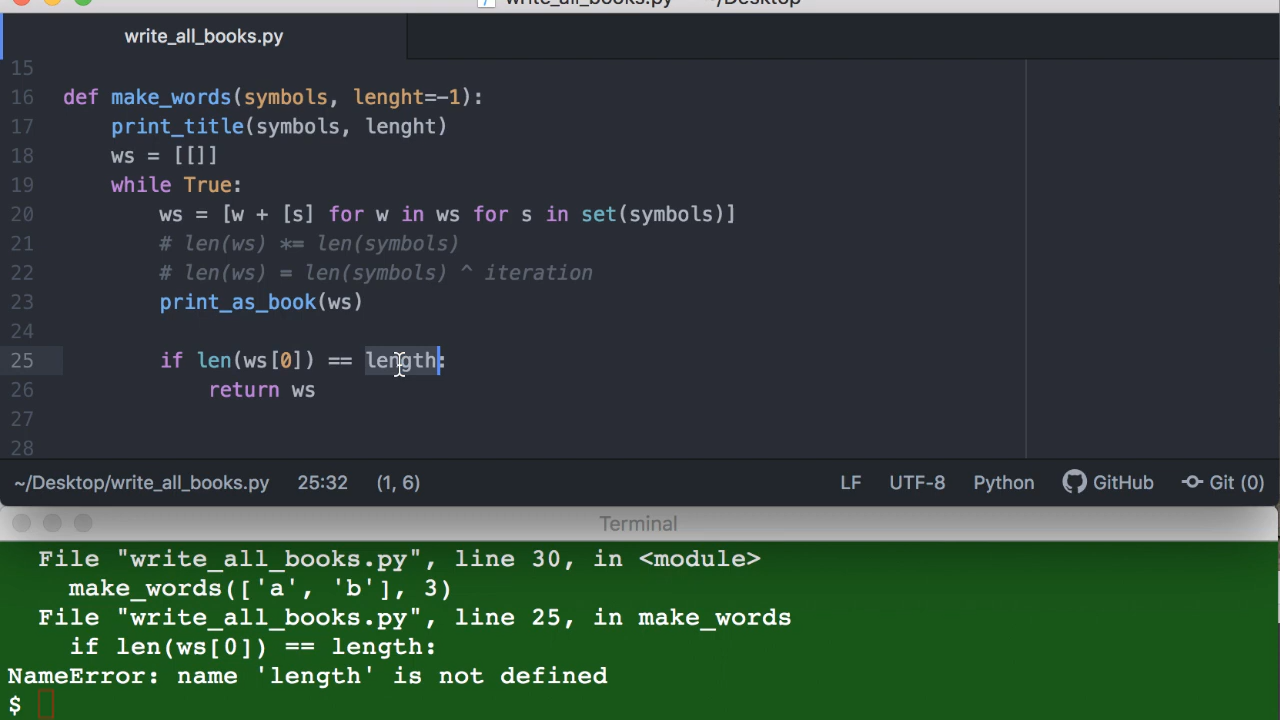 write_all_books.py — ~/Desktop
write_all_books.py
15
16 def make_words(symbols, lenght=-1):
17 print_title(symbols, lenght)
18 ws = [[]]
19 while True:
20 ws = [w + [s] for w in ws for s in set(symbols)]
21 # len(ws) *= len(symbols)
22 # len(ws) = len(symbols) ^ iteration
23 print_as_book(ws)
24
25 if len(ws[0]) == length:
26 return ws
27
28
~/Desktop/write_all_books.py 25:32 (1, 6) LF UTF-8 Python GitHub Git (0)
Terminal
File "write_all_books.py", line 30, in <module>
make_words(['a', 'b'], 3)
File "write_all_books.py", line 25, in make_words
if len(ws[0]) == length:
NameError: name 'length' is not defined
$